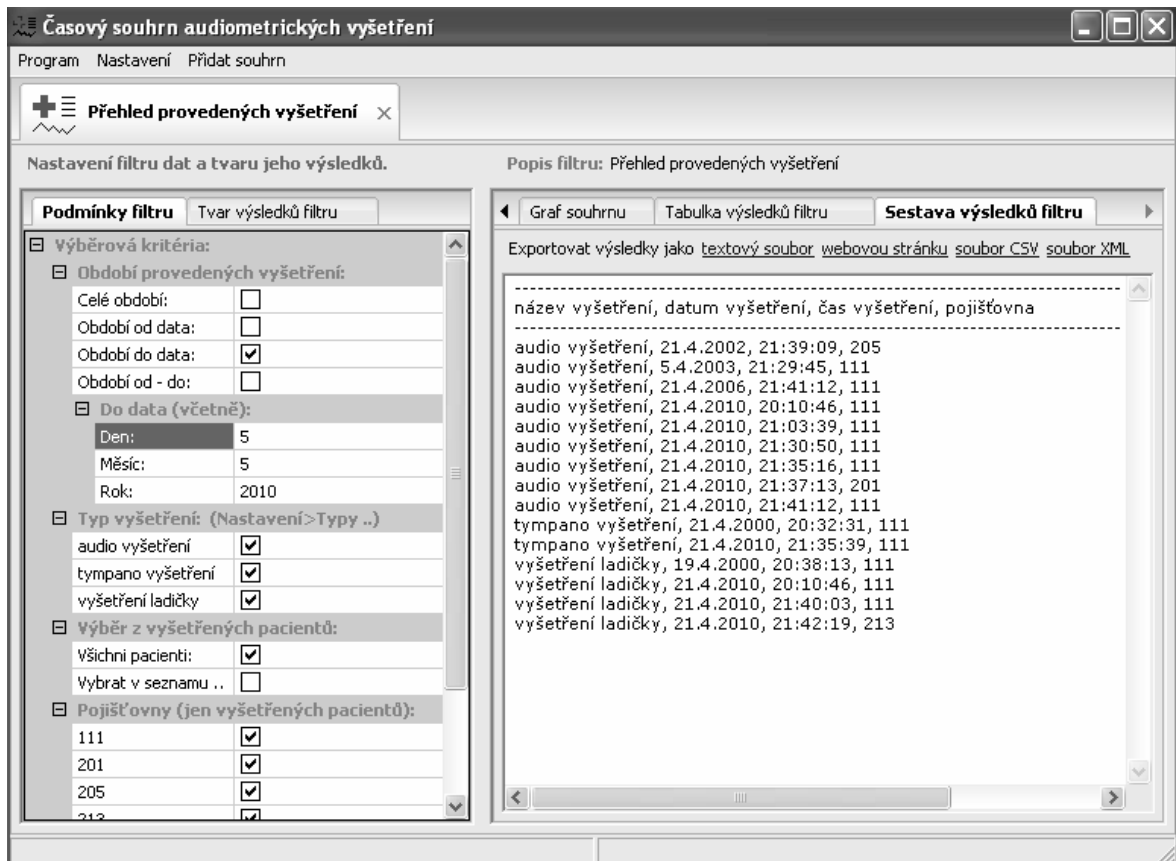 Časový souhrn audiometrických vyšetření
Program Nastavení Přidat souhrn
Přehled provedených vyšetření
Nastavení filtru dat a tvaru jeho výsledků.
Popis filtru: Přehled provedených vyšetření
Podmínky filtru Tvar výsledků filtru
Výběrová kritéria:
Období provedených vyšetření:
Celé období:
Období od data:
Období do data:
Období od - do:
Do data (včetně):
Den: 5
Měsíc: 5
Rok: 2010
Typ vyšetření: (Nastavení>Typy ..)
audio vyšetření
tympano vyšetření
vyšetření ladičky
Výběr z vyšetřených pacientů:
Všichni pacienti:
Vybrat v seznamu ..
Pojišťovny (jen vyšetřených pacientů):
111
201
205
213
Graf souhrnu Tabulka výsledků filtru Sestava výsledků filtru
Exportovat výsledky jako textový soubor webovou stránku soubor CSV soubor XML
název vyšetření, datum vyšetření, čas vyšetření, pojišťovna
audio vyšetření, 21.4.2002, 21:39:09, 205
audio vyšetření, 5.4.2003, 21:29:45, 111
audio vyšetření, 21.4.2006, 21:41:12, 111
audio vyšetření, 21.4.2010, 20:10:46, 111
audio vyšetření, 21.4.2010, 21:03:39, 111
audio vyšetření, 21.4.2010, 21:30:50, 111
audio vyšetření, 21.4.2010, 21:35:16, 111
audio vyšetření, 21.4.2010, 21:37:13, 201
audio vyšetření, 21.4.2010, 21:41:12, 111
tympano vyšetření, 21.4.2000, 20:32:31, 111
tympano vyšetření, 21.4.2010, 21:35:39, 111
vyšetření ladičky, 19.4.2000, 20:38:13, 111
vyšetření ladičky, 21.4.2010, 20:10:46, 111
vyšetření ladičky, 21.4.2010, 21:40:03, 111
vyšetření ladičky, 21.4.2010, 21:42:19, 213